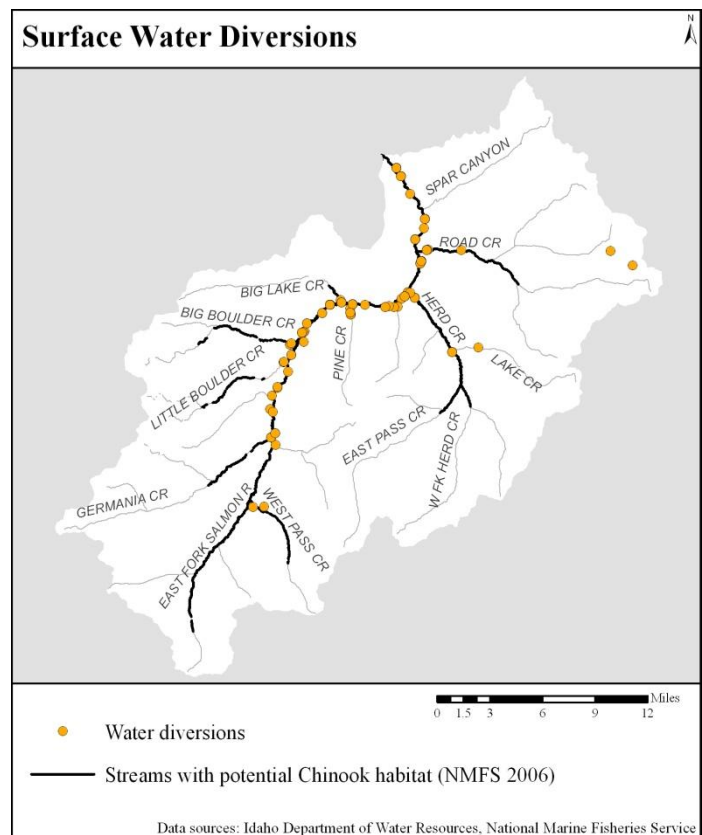 Surface Water Diversions
N
SPAR CANYON
ROAD CR
BIG LAKE CR
HERD CR
BIG BOULDER CR
PINE CR
LAKE CR
LITTLE BOULDER CR
EAST PASS CR
W FK HERD CR
GERMANIA CR
WEST PASS CR
EAST FORK SALMON R
Miles
0 1.5 3 6 9 12
Water diversions
Streams with potential Chinook habitat (NMFS 2006)
Data sources: Idaho Department of Water Resources, National Marine Fisheries Service